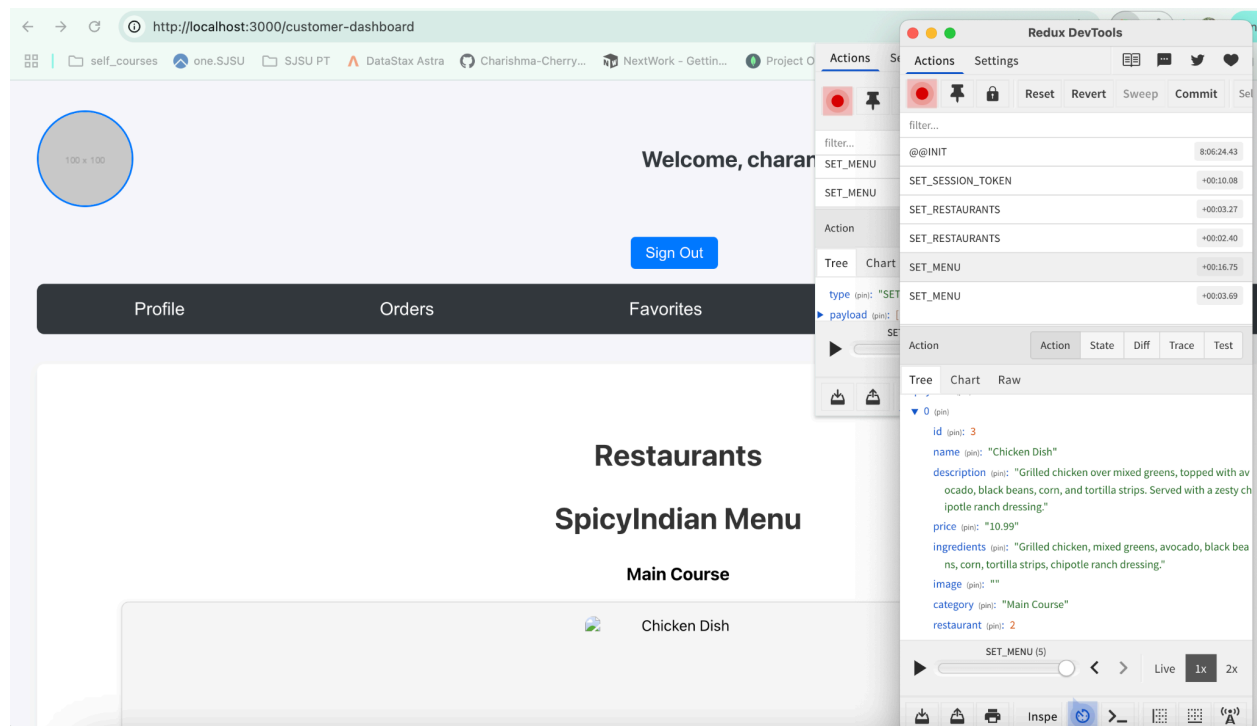 http://localhost:3000/customer-dashboard
self_courses
one.SJSU
SJSU PT
DataStax Astra
Charishma-Cherry...
NextWork - Gettin...
Project O
100 x 100
Welcome, charan
Sign Out
Profile
Orders
Favorites
Restaurants
SpicyIndian Menu
Main Course
Chicken Dish
Actions
Se
filter...
SET_MENU
SET_MENU
Action
Tree
Chart
type (pin): "SET
payload (pin): [
SE
Redux DevTools
Actions
Settings
Reset
Revert
Sweep
Commit
Sel
filter...
@@INIT
8:06:24.43
SET_SESSION_TOKEN
+00:10.08
SET_RESTAURANTS
+00:03.27
SET_RESTAURANTS
+00:02.40
SET_MENU
+00:16.75
SET_MENU
+00:03.69
Action
Action
State
Diff
Trace
Test
Tree
Chart
Raw
0 (pin)
id (pin): 3
name (pin): "Chicken Dish"
description (pin): "Grilled chicken over mixed greens, topped with av
ocado, black beans, corn, and tortilla strips. Served with a zesty ch
ipotle ranch dressing."
price (pin): "10.99"
ingredients (pin): "Grilled chicken, mixed greens, avocado, black bea
ns, corn, tortilla strips, chipotle ranch dressing."
image (pin): ""
category (pin): "Main Course"
restaurant (pin): 2
SET_MENU (5)
Live
1x
2x
Inspe